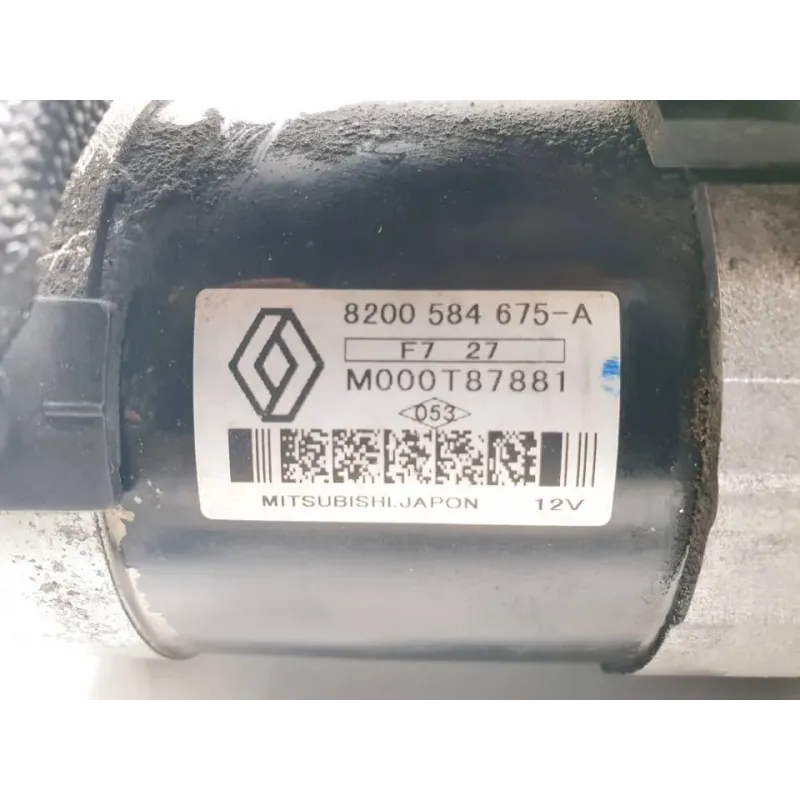 8200 584 675-A
F7 27
M000T87881
053
MITSUBISHI.JAPON 12V